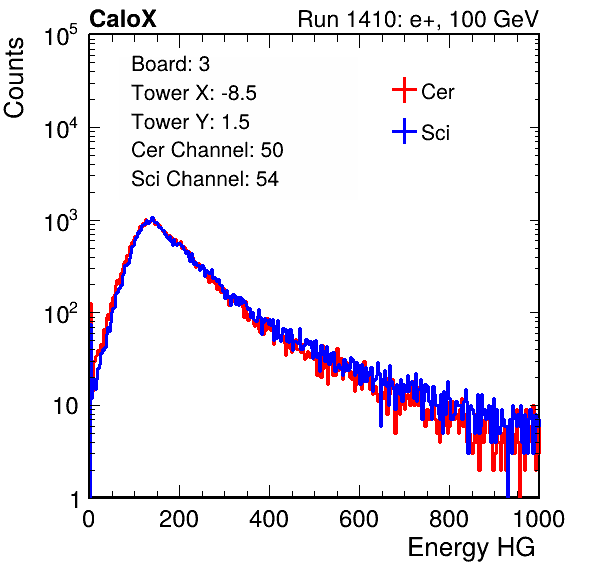 CaloX Run 1410: e+, 100 GeV
Counts
Board: 3
Tower X: -8.5
Tower Y: 1.5
Cer Channel: 50
Sci Channel: 54
Cer
Sci
10^5
10^4
10^3
10^2
10
1
0 200 400 600 800 1000
Energy HG